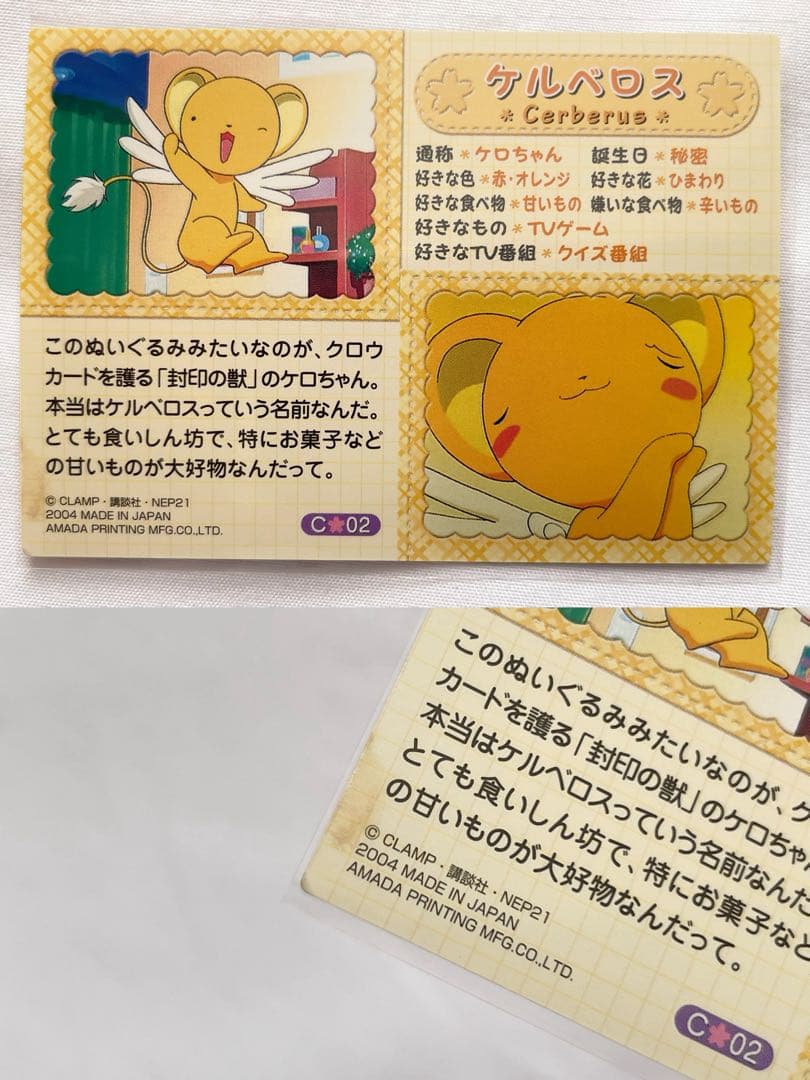 ケルベロス
*Cerberus*
通称*ケロちゃん 誕生日*秘密
好きな色*赤・オレンジ 好きな花*ひまわり
好きな食べ物*甘いもの 嫌いな食べ物*辛いもの
好きなもの*TVゲーム
好きなTV番組*クイズ番組
このぬいぐるみみたいなのが、クロウ
カードを護る「封印の獣」のケロちゃん。
本当はケルベロスっていう名前なんだ。
とても食いしん坊で、特にお菓子など
の甘いものが大好物なんだって。
© CLAMP・講談社・NEP21
2004 MADE IN JAPAN
AMADA PRINTING MFG.CO.,LTD.
C 02
このぬいぐるみみたいなのが、ク
カードを護る「封印の獣」のケロちゃ
本当はケルベロスっていう名前なんだ
とても食いしん坊で、特にお菓子など
の甘いものが大好物なんだって。
© CLAMP・講談社・NEP21
2004 MADE IN JAPAN
AMADA PRINTING MFG.CO.,LTD.
C 02